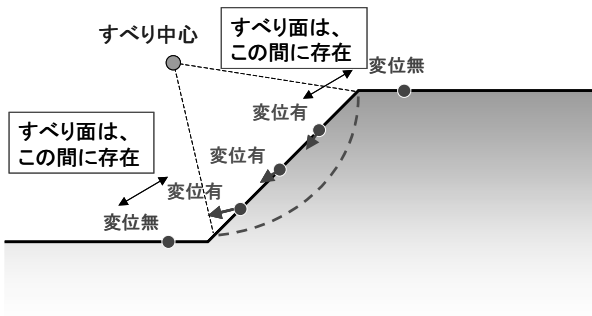 すべり中心
すべり面は、
この間に存在
変位無
変位有
すべり面は、
この間に存在
変位有
変位有
変位無